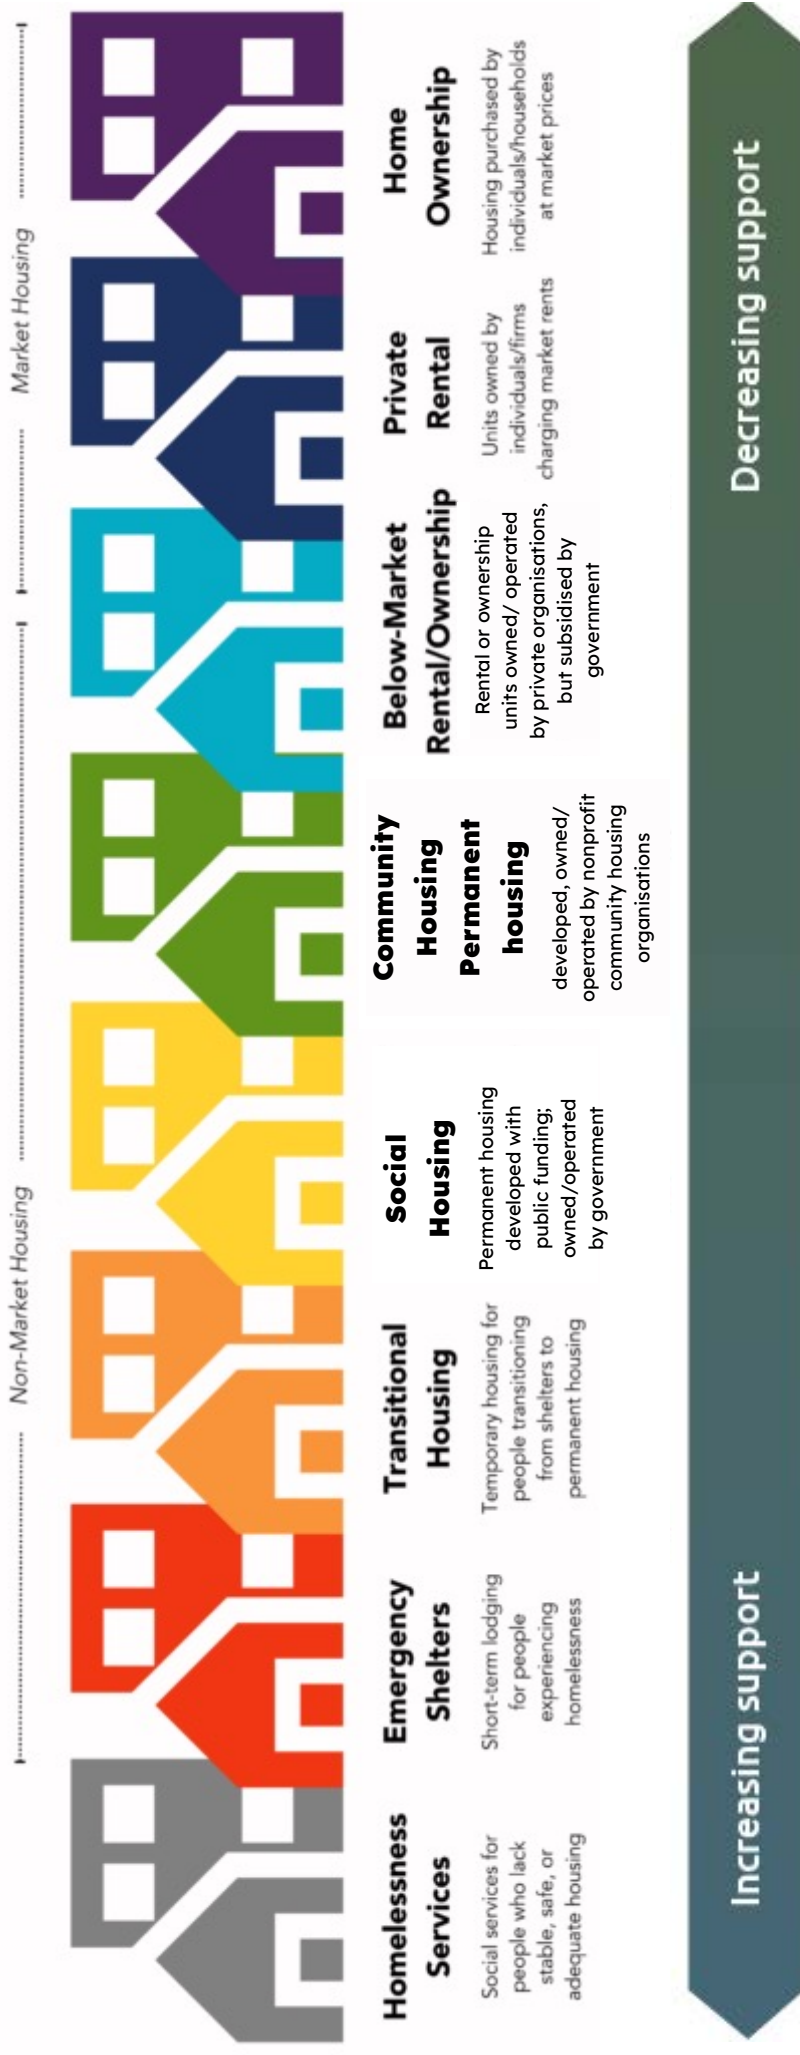 Non-Market Housing
Market Housing
Homelessness
Services
Social services for
people who lack
stable, safe, or
adequate housing
Emergency
Shelters
Short-term lodging
for people
experiencing
homelessness
Transitional
Housing
Temporary housing for
people transitioning
from shelters to
permanent housing
Social
Housing
Permanent housing
developed with
public funding;
owned/operated
by government
Community
Housing
Permanent
housing
developed, owned/
operated by nonprofit
community housing
organisations
Below-Market
Rental/Ownership
Rental or ownership
units owned/ operated
by private organisations,
but subsidised by
government
Private
Rental
Units owned by
individuals/firms
charging market rents
Home
Ownership
Housing purchased by
individuals/households
at market prices
Increasing support
Decreasing support